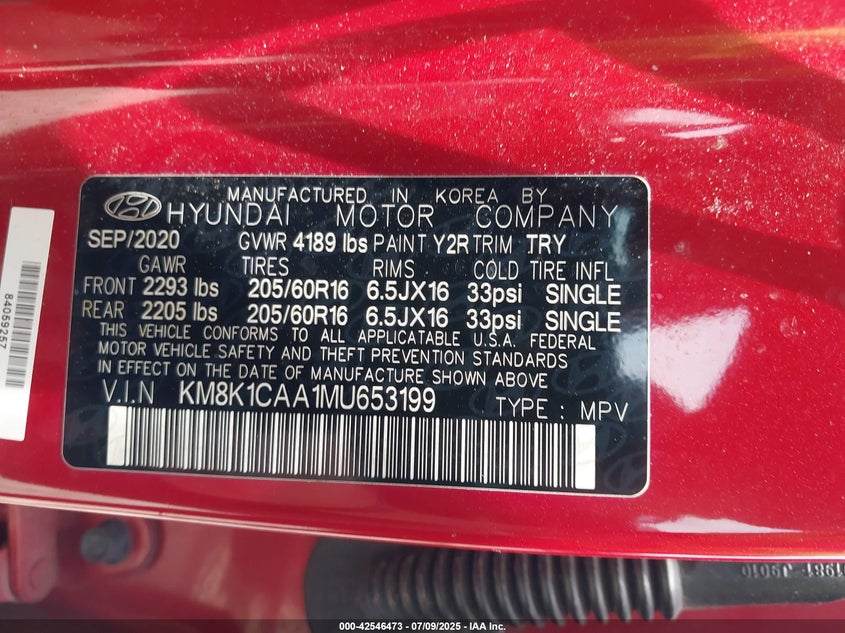 MANUFACTURED IN KOREA BY
HYUNDAI MOTOR COMPANY
SEP/2020 GVWR 4189 lbs PAINT Y2R TRIM TRY
GAWR TIRES RIMS COLD TIRE INFL
FRONT 2293 lbs 205/60R16 6.5JX16 33psi SINGLE
REAR 2205 lbs 205/60R16 6.5JX16 33psi SINGLE
THIS VEHICLE CONFORMS TO ALL APPLICATABLE U.S.A. FEDERAL
MOTOR VEHICLE SAFETY AND THEFT PREVENTION STANDARDS
IN EFFECT ON THE DATE OF MANUFACTURE SHOWN ABOVE
V.I.N KM8K1CAA1MU653199 TYPE : MPV
84059257
000-42546473 - 07/09/2025 - IAA Inc.